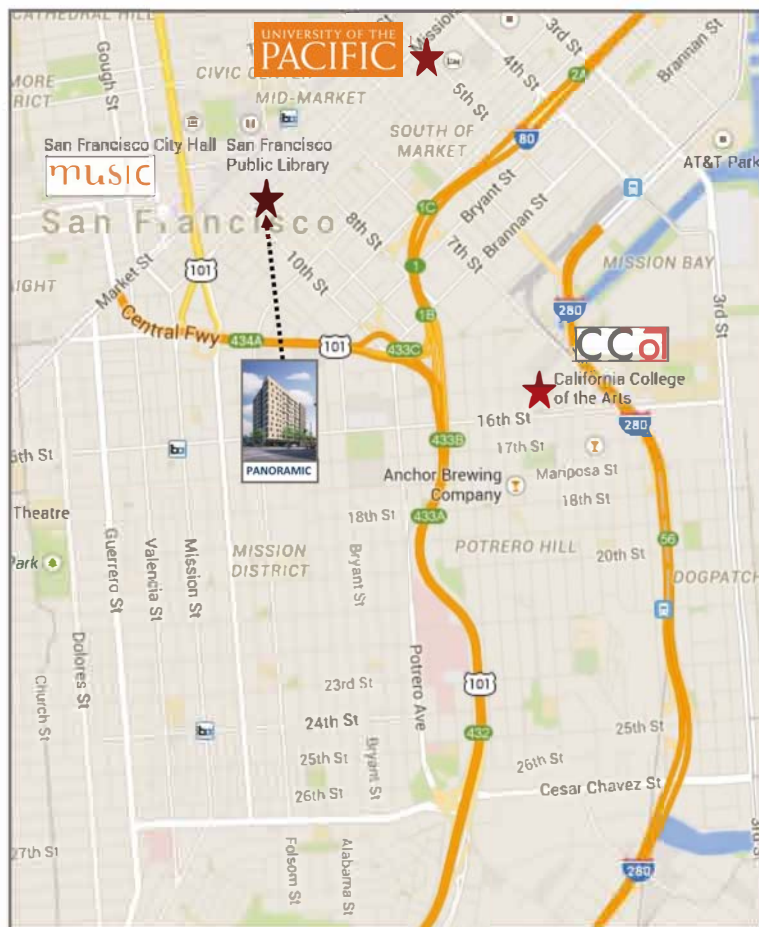 CATHEDRAL HILL
UNIVERSITY OF THE
PACIFIC
Mission
3rd St
Brannan St
Gough St
CIVIC CENTER
MID-MARKET
4th St
5th St
2A
80
SOUTH OF
MARKET
San Francisco City Hall
San Francisco
Public Library
music
AT&T Park
San Francisco
1C
Bryant St
8th St
7th St
Brannan St
10th St
1
101
MISSION BAY
Market St
280
3rd St
1B
Central Fwy
434A
101
433C
CCa
California College
of the Arts
PANORAMIC
16th St
280
433B
17th St
Mariposa St
Anchor Brewing
Company
18th St
Theatre
18th St
433A
Park
Guerrero St
Valencia St
Mission St
MISSION
DISTRICT
Bryant St
POTRERO HILL
20th St
56
DOGPATCH
Dolores St
Church St
Potrero Ave
23rd St
101
24th St
432
25th St
25th St
Bryant St
26th St
26th St
Cesar Chavez St
27th St
Folsom St
Alabama St
280